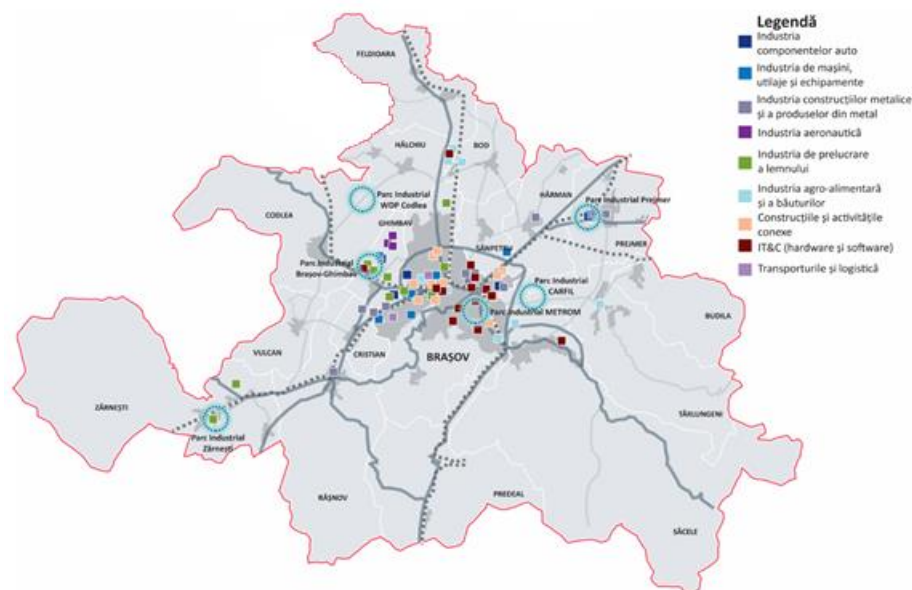 Legendă
Industria
componentelor auto
Industria de mașini,
utilaje și echipamente
Industria construcțiilor metalice
și a produselor din metal
Industria aeronautică
Industria de prelucrare
a lemnului
Industria agro-alimentară
și a băuturilor
Construcțiile și activitățile
conexe
IT&C (hardware și software)
Transporturile și logistică
FELDIOARA
HĂLCHIU
BOD
HĂRMAN
Parc Industrial Prejmer
Parc Industrial
WDP Codlea
CODLEA
GHIMBAV
SÂNPETRU
PREJMER
Parc Industrial
Brașov-Ghimbav
Parc Industrial
CARFIL
Parc Industrial METROM
BUDILA
VULCAN
CRISTIAN
BRAȘOV
ZĂRNEȘTI
TĂRLUNGENI
Parc Industrial
Zărnești
RÂȘNOV
PREDEAL
SĂCELE